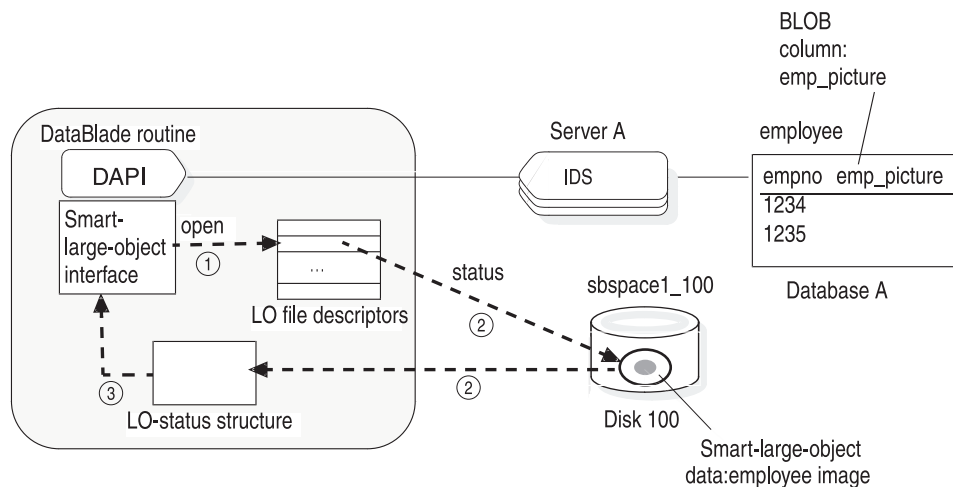 BLOB
column:
emp_picture
DataBlade routine
Server A
employee
DAPI
IDS
empno emp_picture
1234
1235
Smart-
large-object
interface
open
1
...
LO file descriptors
status
2
sbspace1_100
Database A
3
2
LO-status structure
Disk 100
Smart-large-object
data:employee image